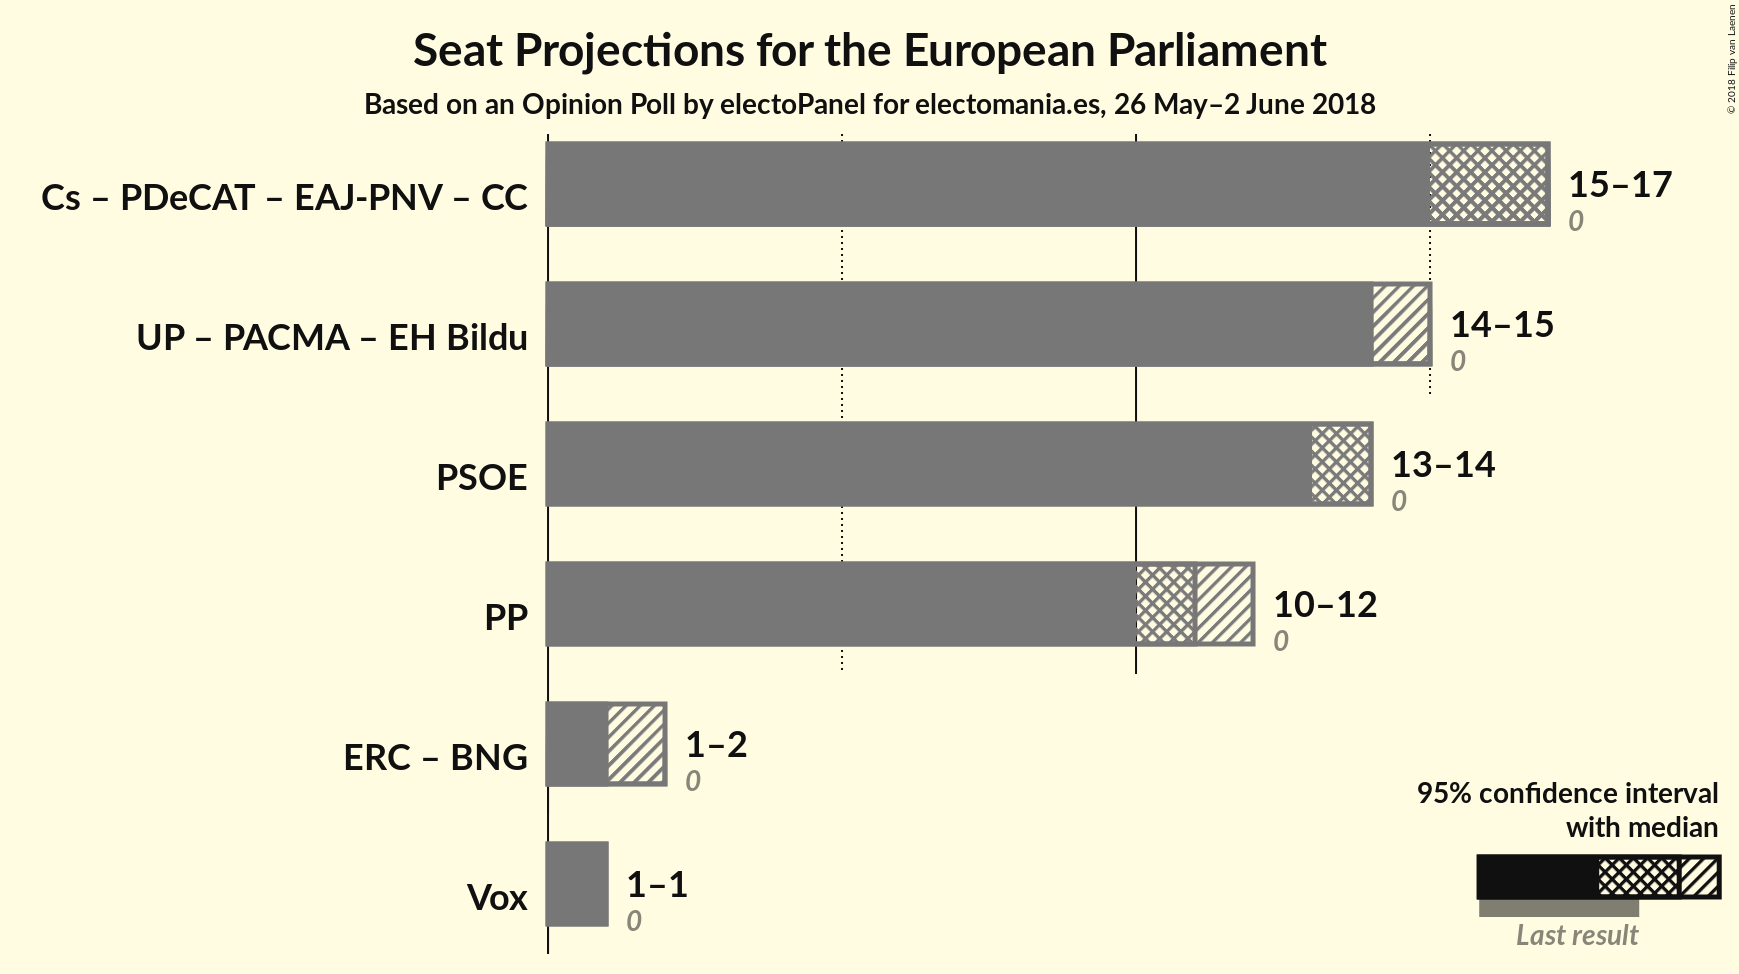 Seat Projections for the European Parliament
Based on an Opinion Poll by electoPanel for electomania.es, 26 May–2 June 2018
© 2018 Filip van Laenen
Cs – PDeCAT – EAJ-PNV – CC
15–17
0
UP – PACMA – EH Bildu
14–15
0
PSOE
13–14
0
PP
10–12
0
ERC – BNG
1–2
0
Vox
1–1
0
95% confidence interval
with median
Last result